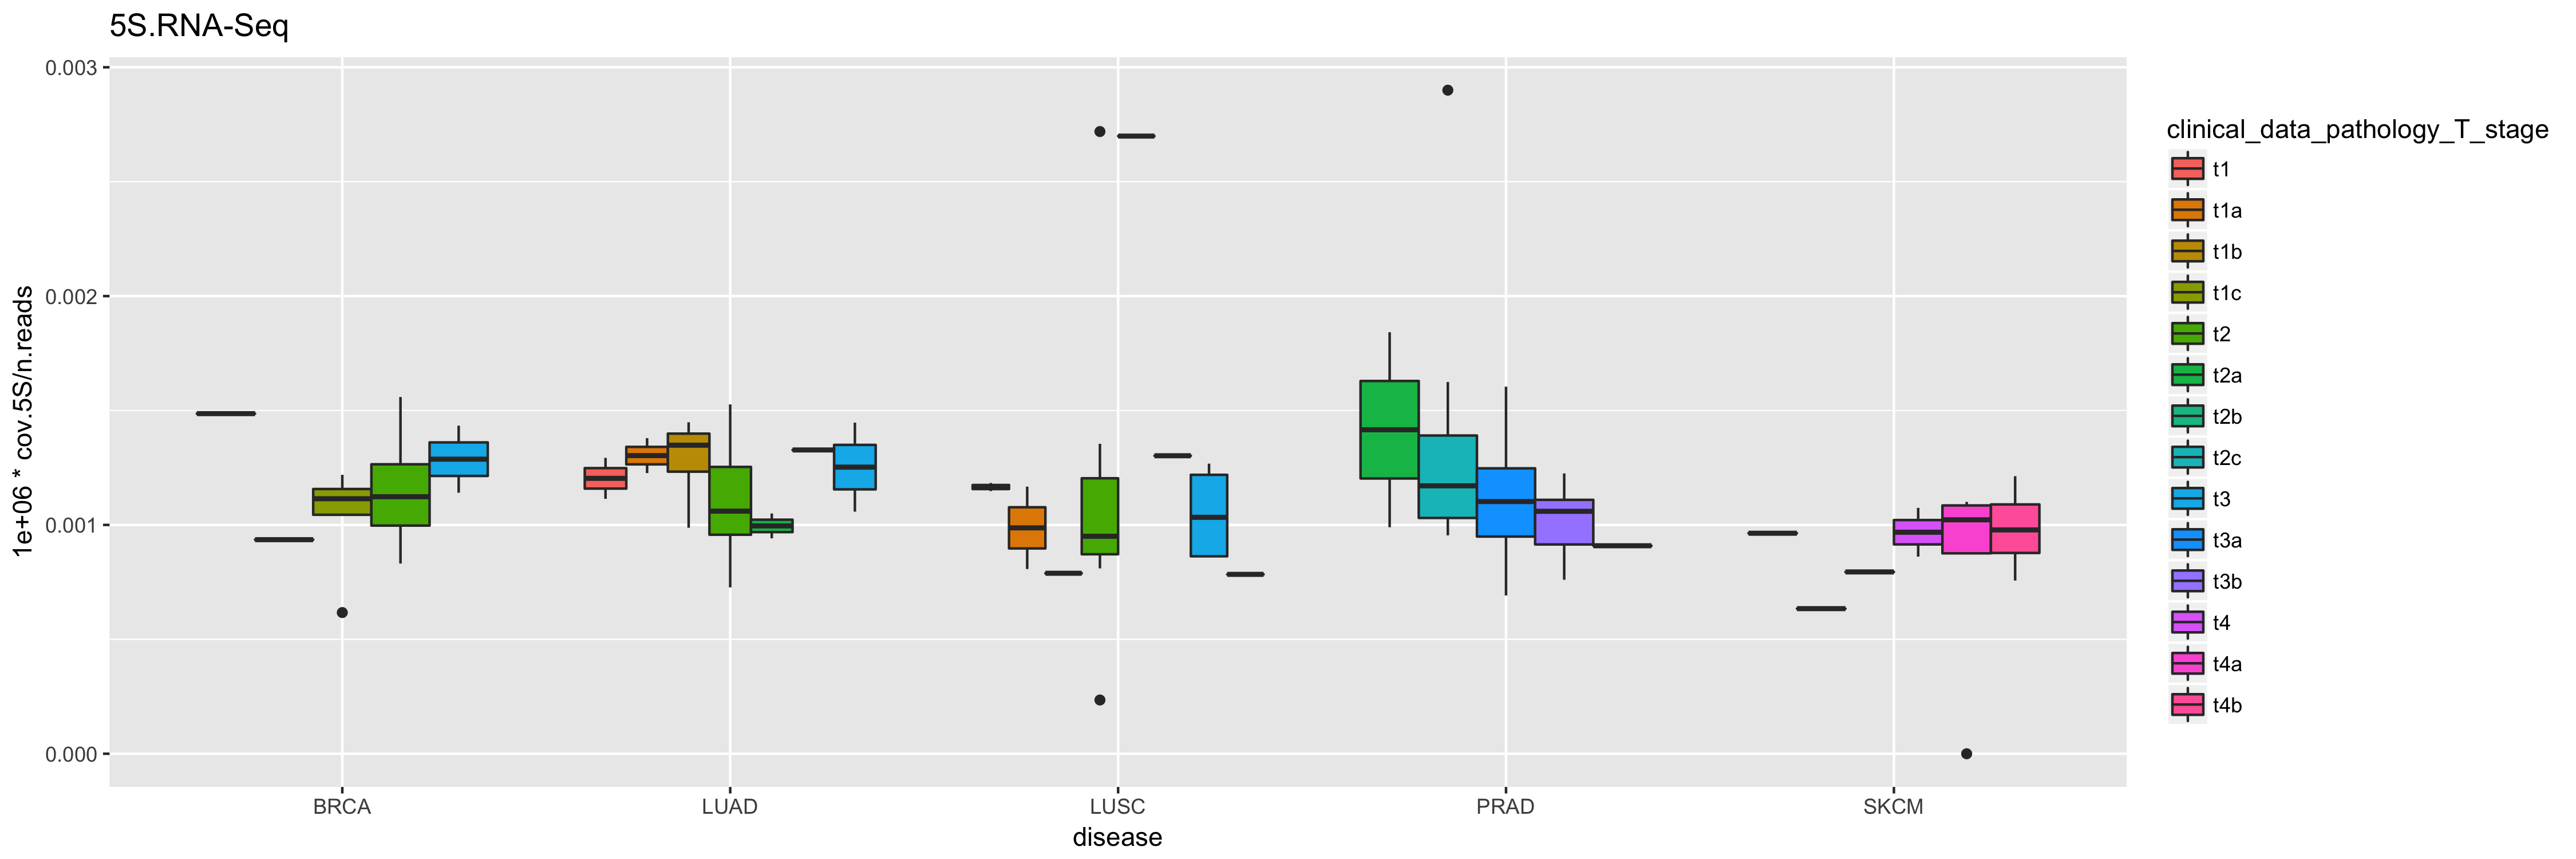 5S.RNA-Seq
1e+06 * cov.5S/n.reads
0.003
0.002
0.001
0.000
BRCA
LUAD
LUSC
PRAD
SKCM
disease
clinical_data_pathology_T_stage
t1
t1a
t1b
t1c
t2
t2a
t2b
t2c
t3
t3a
t3b
t4
t4a
t4b